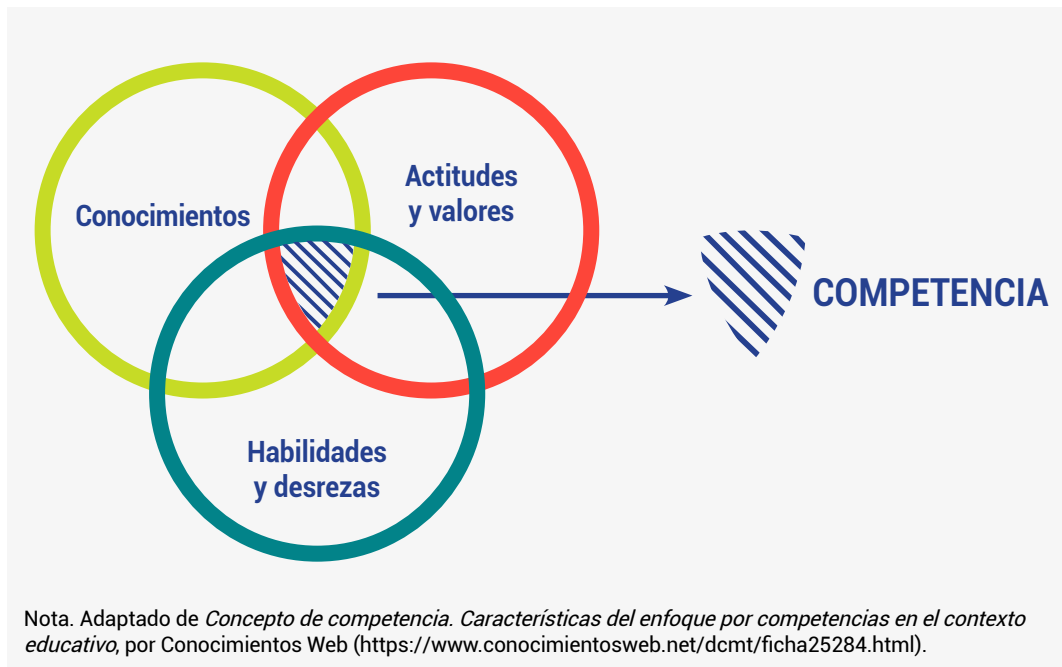 Conocimientos
Actitudes
y valores
COMPETENCIA
Habilidades
y desrezas
Nota. Adaptado de Concepto de competencia. Características del enfoque por competencias en el contexto
educativo, por Conocimientos Web (https://www.conocimientosweb.net/dcmt/ficha25284.html).